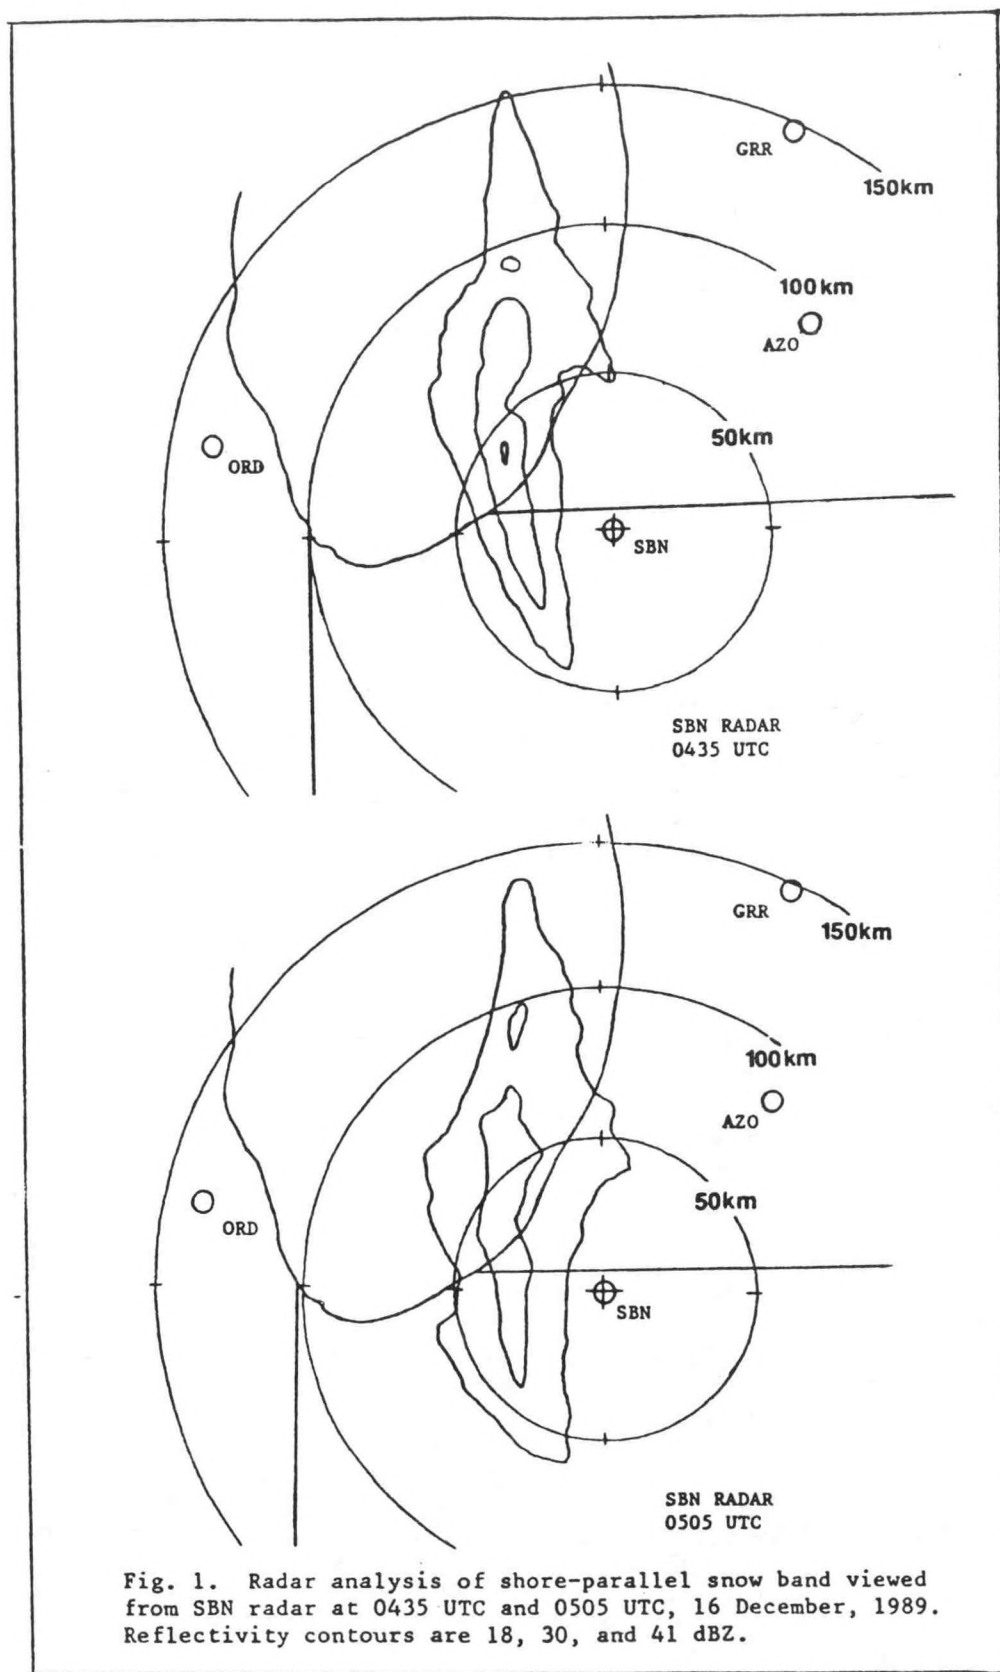 GRR
150km
100km
AZO
50km
ORD
SBN
SBN RADAR
0435 UTC
GRR
150km
100km
AZO
50km
ORD
SBN
SBN RADAR
0505 UTC
Fig. 1. Radar analysis of shore-parallel snow band viewed
from SBN radar at 0435 UTC and 0505 UTC, 16 December, 1989.
Reflectivity contours are 18, 30, and 41 dBZ.